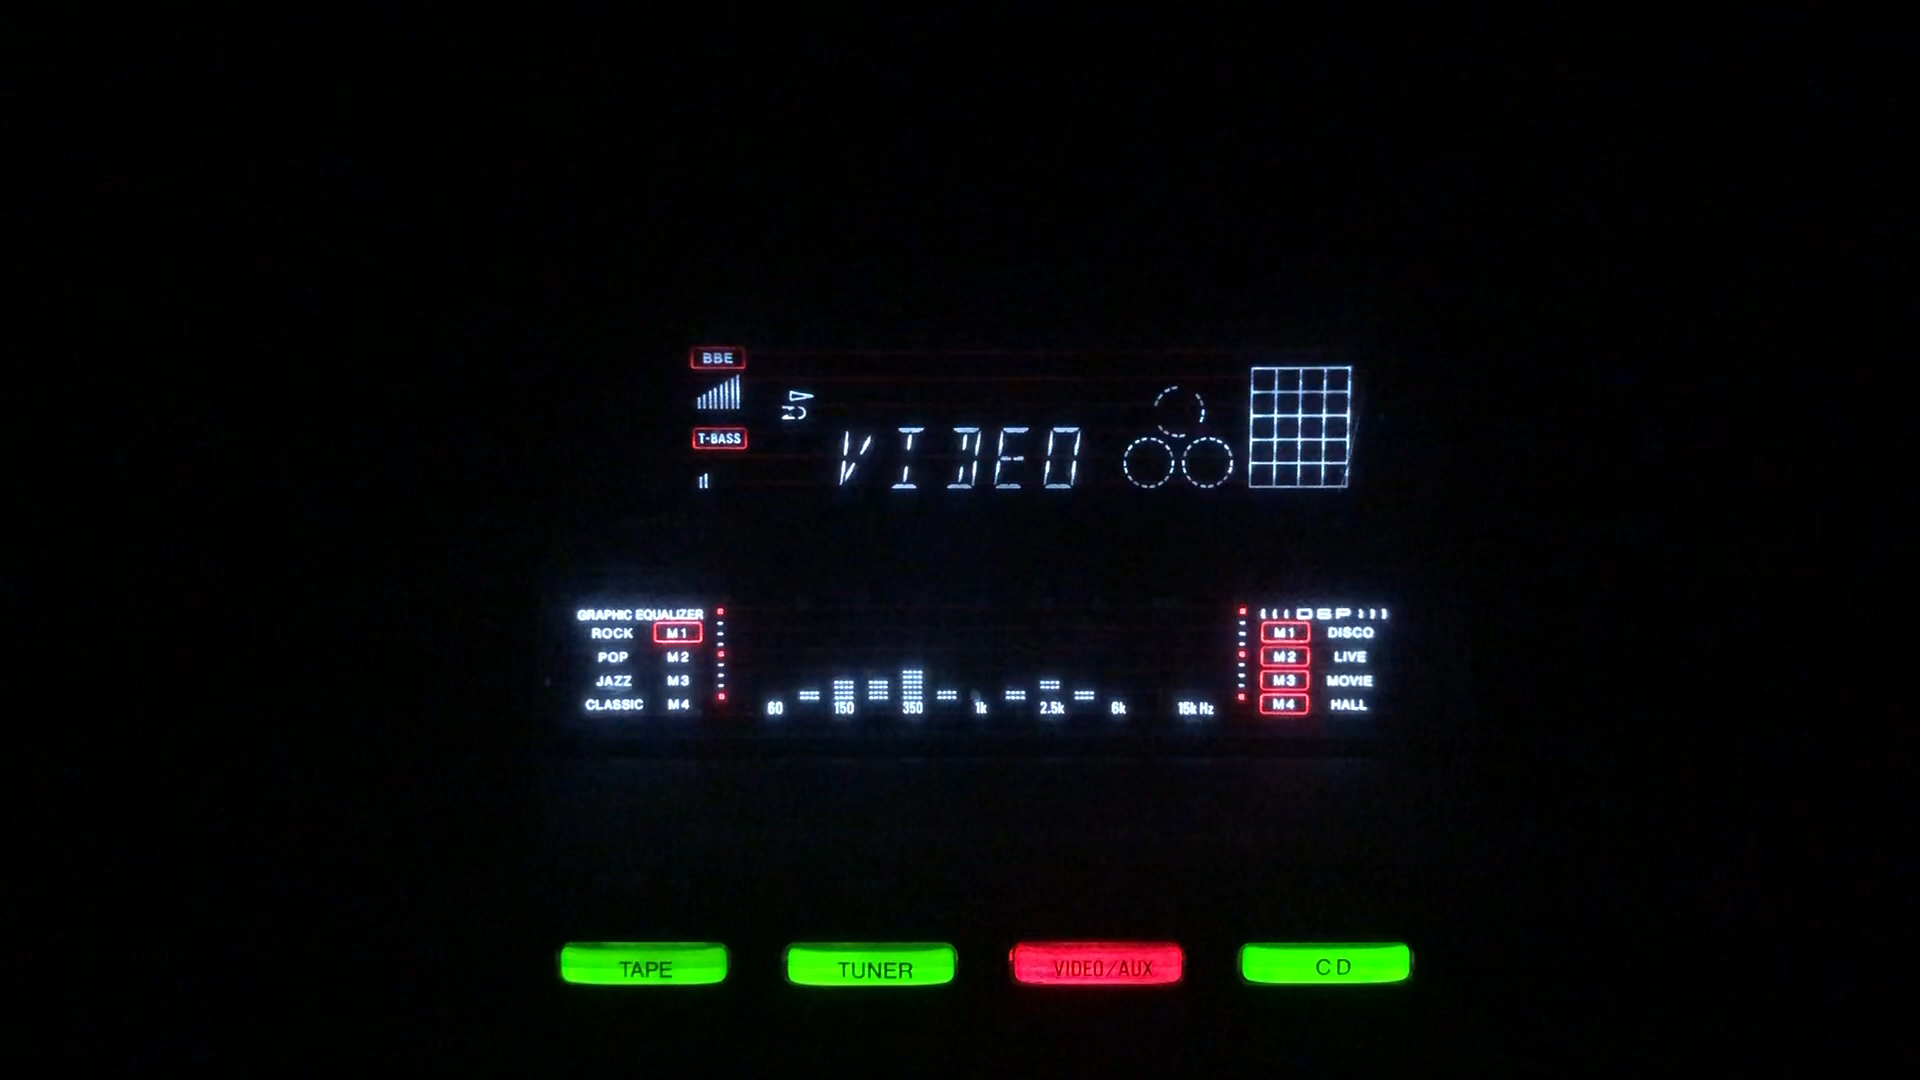 BBE
T-BASS
VIDEO
GRAPHIC EQUALIZER
ROCK M1
POP M2
JAZZ M3
CLASSIC M4
60 150 350 1k 2.5k 6k 15k Hz
DSP
M1 DISCO
M2 LIVE
M3 MOVIE
M4 HALL
TAPE TUNER VIDEO/AUX CD